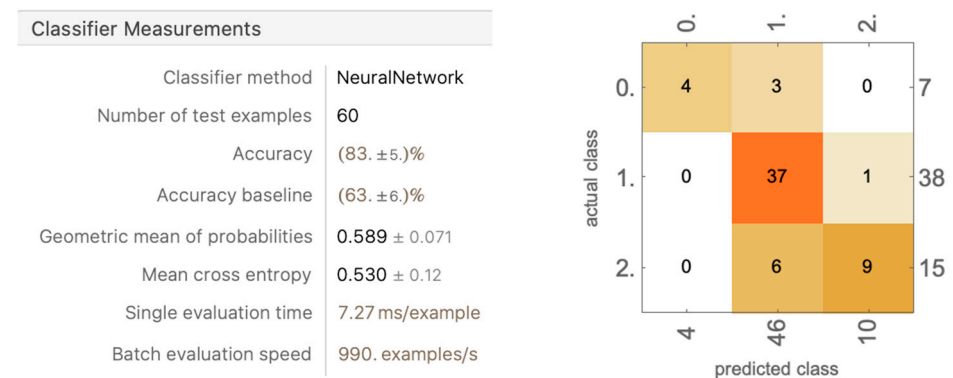 Classifier Measurements
Classifier method NeuralNetwork
Number of test examples 60
Accuracy (83. ±5.)%
Accuracy baseline (63. ±6.)%
Geometric mean of probabilities 0.589 ± 0.071
Mean cross entropy 0.530 ± 0.12
Single evaluation time 7.27 ms/example
Batch evaluation speed 990. examples/s
0. 1. 2.
0. 4 3 0 7
1. 0 37 1 38
2. 0 6 9 15
4 46 10
actual class
predicted class